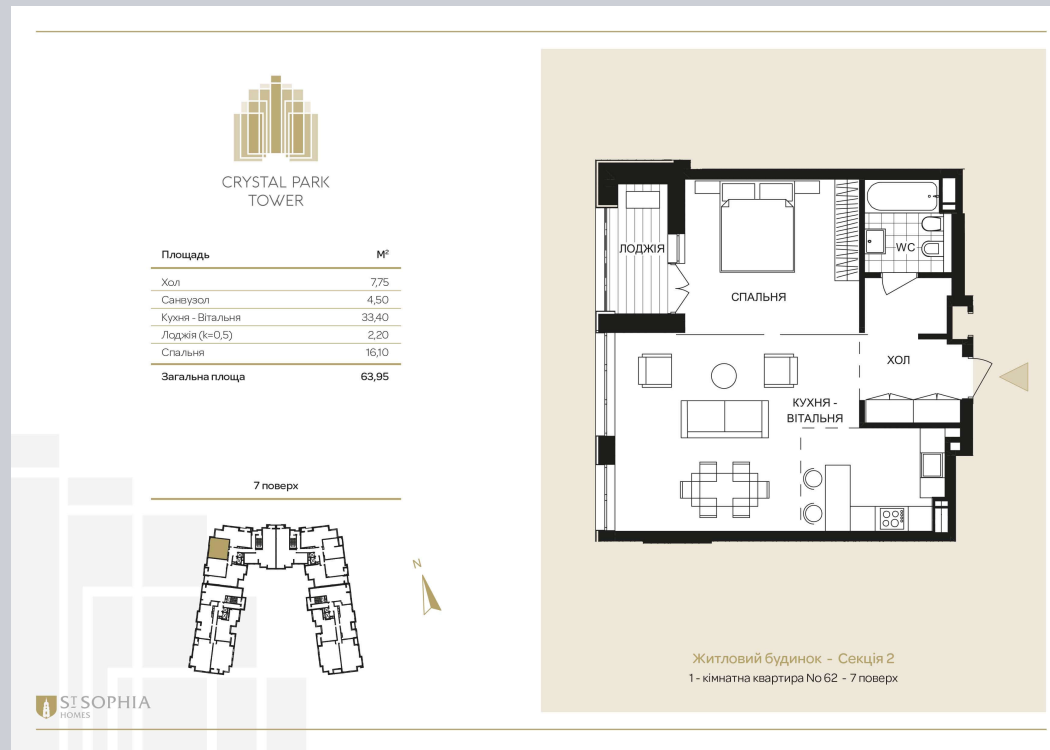 CRYSTAL PARK
TOWER
Площадь М²
Хол 7,75
Санвузол 4,50
Кухня - Вітальня 33,40
Лоджія (k=0,5) 2,20
Спальня 16,10
Загальна площа 63,95
7 поверх
N
ST SOPHIA
HOMES
ЛОДЖІЯ
WC
СПАЛЬНЯ
ХОЛ
КУХНЯ -
ВІТАЛЬНЯ
Житловий будинок - Секція 2
1 - кімнатна квартира No 62 - 7 поверх